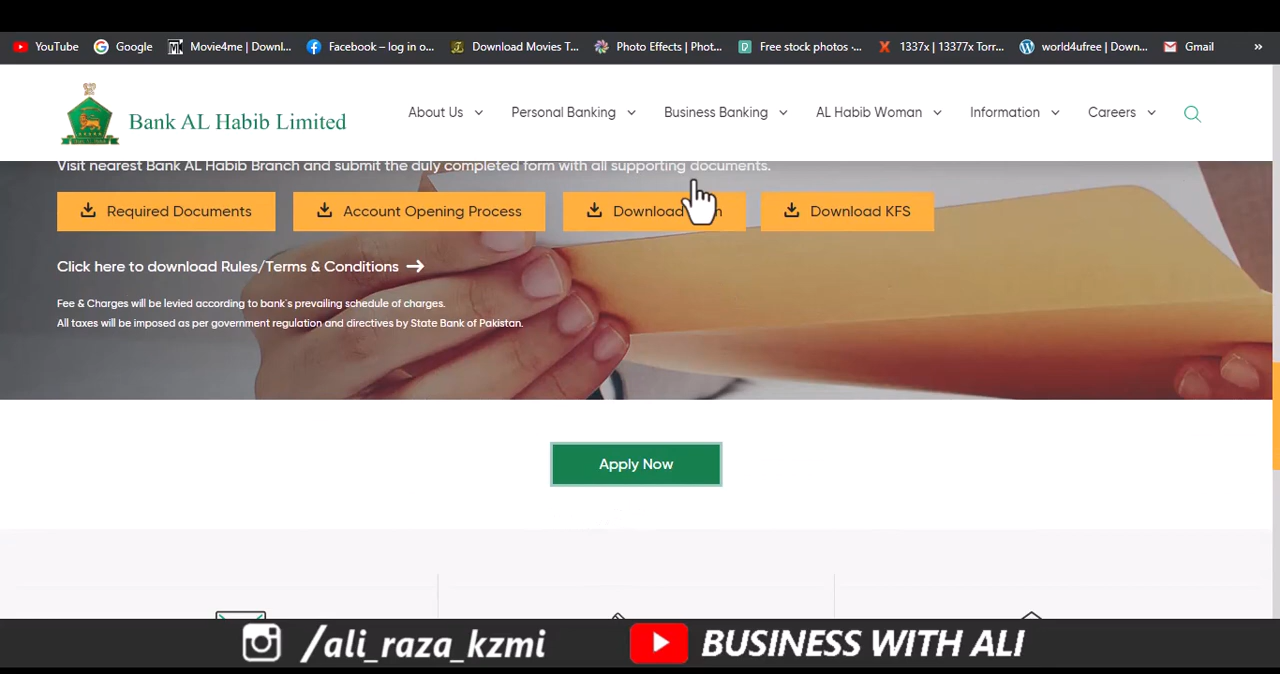 YouTube
Google
Movie4me | Downl...
Facebook – log in o...
Download Movies T...
Photo Effects | Phot...
Free stock photos ·...
1337x | 13377x Torr...
world4ufree | Down...
Gmail
»
Bank AL Habib Limited
About Us
Personal Banking
Business Banking
AL Habib Woman
Information
Careers
Visit nearest Bank AL Habib Branch and submit the duly completed form with all supporting documents.
Required Documents
Account Opening Process
Download
Download KFS
Click here to download Rules/Terms & Conditions →
Fee & Charges will be levied according to bank's prevailing schedule of charges.
All taxes will be imposed as per government regulation and directives by State Bank of Pakistan.
Apply Now
/ali_raza_kzmi
BUSINESS WITH ALI